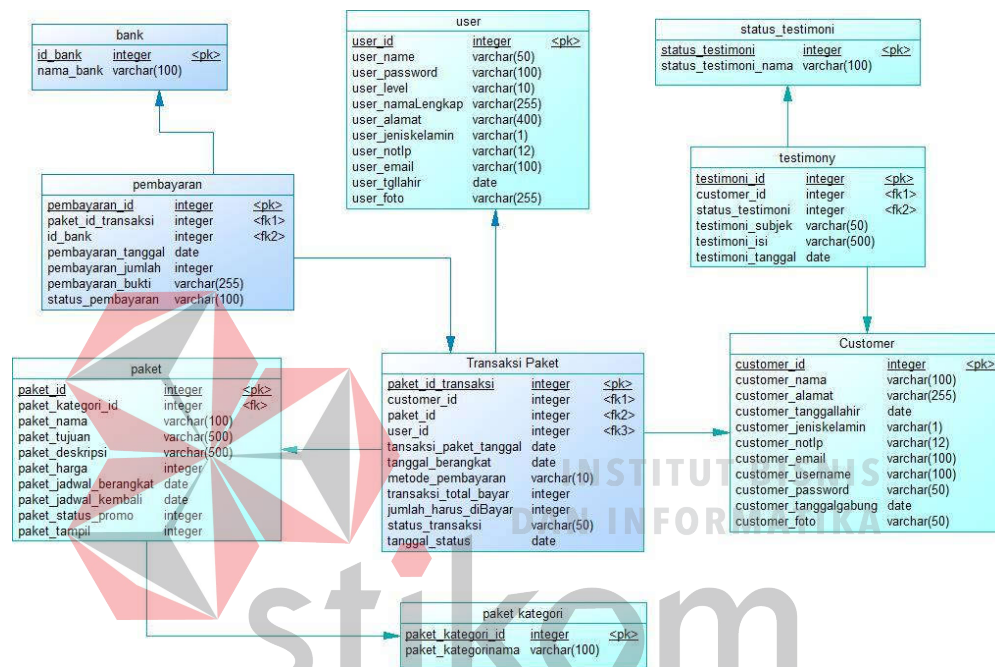 bank
id_bank integer <pk>
nama_bank varchar(100)
user
user_id integer <pk>
user_name varchar(50)
user_password varchar(100)
user_level varchar(10)
user_namaLengkap varchar(255)
user_alamat varchar(400)
user_jeniskelamin varchar(1)
user_notlp varchar(12)
user_email varchar(100)
user_tgllahir date
user_foto varchar(255)
status_testimoni
status_testimoni integer <pk>
status_testimoni_nama varchar(100)
pembayaran
pembayaran_id integer <pk>
paket_id_transaksi integer <fk1>
id_bank integer <fk2>
pembayaran_tanggal date
pembayaran_jumlah integer
pembayaran_bukti varchar(255)
status_pembayaran varchar(100)
testimony
testimoni_id integer <pk>
customer_id integer <fk1>
status_testimoni integer <fk2>
testimoni_subjek varchar(50)
testimoni_isi varchar(500)
testimoni_tanggal date
paket
paket_id integer <pk>
paket_kategori_id integer <fk>
paket_nama varchar(100)
paket_tujuan varchar(500)
paket_deskripsi varchar(500)
paket_harga integer
paket_jadwal_berangkat date
paket_jadwal_kembali date
paket_status_promo integer
paket_tampil integer
Transaksi Paket
paket_id_transaksi integer <pk>
customer_id integer <fk1>
paket_id integer <fk2>
user_id integer <fk3>
tansaksi_paket_tanggal date
tanggal_berangkat date
metode_pembayaran varchar(10)
transaksi_total_bayar integer
jumlah_harus_diBayar integer
status_transaksi varchar(50)
tanggal_status date
Customer
customer_id integer <pk>
customer_nama varchar(100)
customer_alamat varchar(255)
customer_tanggallahir date
customer_jeniskelamin varchar(1)
customer_notlp varchar(12)
customer_email varchar(100)
customer_username varchar(100)
customer_password varchar(50)
customer_tanggalgabung date
customer_foto varchar(50)
INSTITUT BISNIS
DAN INFORMATIKA
stikom
paket kategori
paket_kategori_id integer <pk>
paket_kategorinama varchar(100)